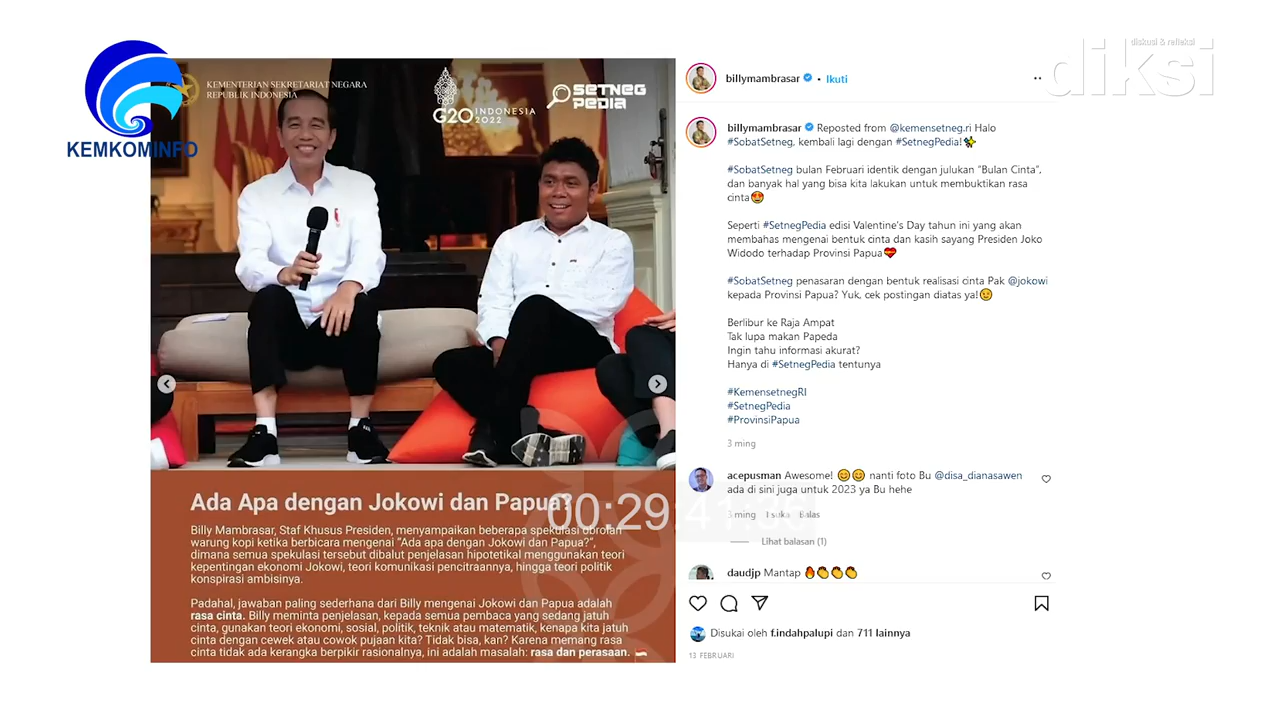 KEMKOMINFO
KEMENTERIAN SEKRETARIAT NEGARA
REPUBLIK INDONESIA
G20 INDONESIA
2022
SETNEG
PEDIA
diskusi & refleksi
diksi
Ada Apa dengan Jokowi dan Papua?
Billy Mambrasar, Staf Khusus Presiden, menyampaikan beberapa spekulasi obrolan
warung kopi ketika berbicara mengenai "Ada apa dengan Jokowi dan Papua?",
dimana semua spekulasi tersebut dibalut penjelasan hipotetikal menggunakan teori
kepentingan ekonomi Jokowi, teori komunikasi pencitraannya, hingga teori politik
konspirasi ambisinya.
Padahal, jawaban paling sederhana dari Billy mengenai Jokowi dan Papua adalah
rasa cinta. Billy meminta penjelasan, kepada semua pembaca yang sedang jatuh
cinta, gunakan teori ekonomi, sosial, politik, teknik atau matematik, kenapa kita jatuh
cinta dengan cewek atau cowok pujaan kita? Tidak bisa, kan? Karena memang rasa
cinta tidak ada kerangka berpikir rasionalnya, ini adalah masalah: rasa dan perasaan. 🇮🇩
00:29:41:36
billymambrasar • Ikuti
billymambrasar Reposted from @kemensetneg.ri Halo
#SobatSetneg, kembali lagi dengan #SetnegPedia!
#SobatSetneg bulan Februari identik dengan julukan "Bulan Cinta",
dan banyak hal yang bisa kita lakukan untuk membuktikan rasa
cinta😍
Seperti #SetnegPedia edisi Valentine's Day tahun ini yang akan
membahas mengenai bentuk cinta dan kasih sayang Presiden Joko
Widodo terhadap Provinsi Papua
#SobatSetneg penasaran dengan bentuk realisasi cinta Pak @jokowi
kepada Provinsi Papua? Yuk, cek postingan diatas ya!😉
Berlibur ke Raja Ampat
Tak lupa makan Papeda
Ingin tahu informasi akurat?
Hanya di #SetnegPedia tentunya
#KemensetnegRI
#SetnegPedia
#ProvinsiPapua
3 ming
acepusman Awesome! 😊😊 nanti foto Bu @disa_dianasawen
ada di sini juga untuk 2023 ya Bu hehe
3 ming 1 suka Balas
Lihat balasan (1)
daudjp Mantap 🔥👏👏👏
Disukai oleh f.indahpalupi dan 711 lainnya
13 FEBRUARI